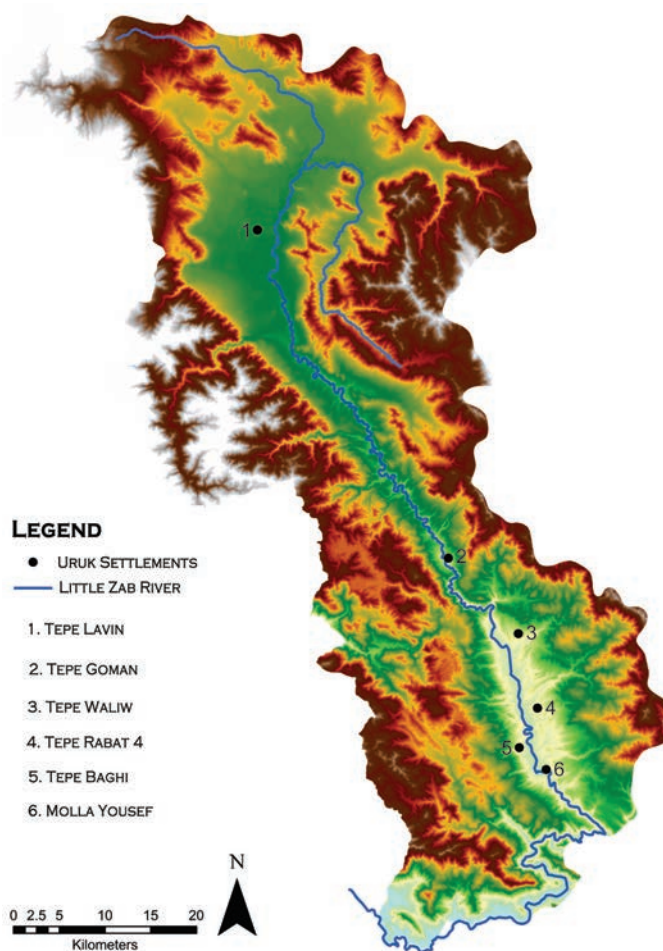 1
2
3
4
5
6
LEGEND
URUK SETTLEMENTS
LITTLE ZAB RIVER
1. TEPE LAVIN
2. TEPE GOMAN
3. TEPE WALIW
4. TEPE RABAT 4
5. TEPE BAGHI
6. MOLLA YOUSEF
N
0 2.5 5 10 15 20
Kilometers